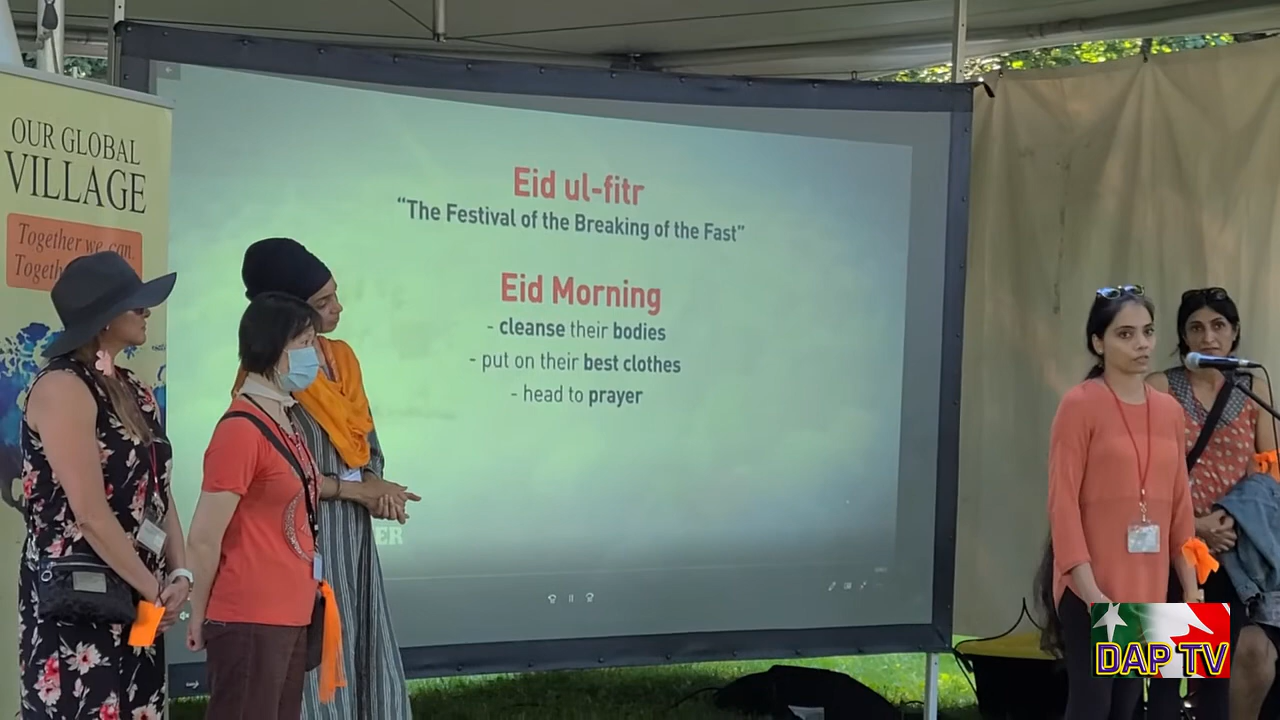 OUR GLOBAL
VILLAGE
Together we can.
Eid ul-fitr
“The Festival of the Breaking of the Fast”
Eid Morning
- cleanse their bodies
- put on their best clothes
- head to prayer
DAP TV